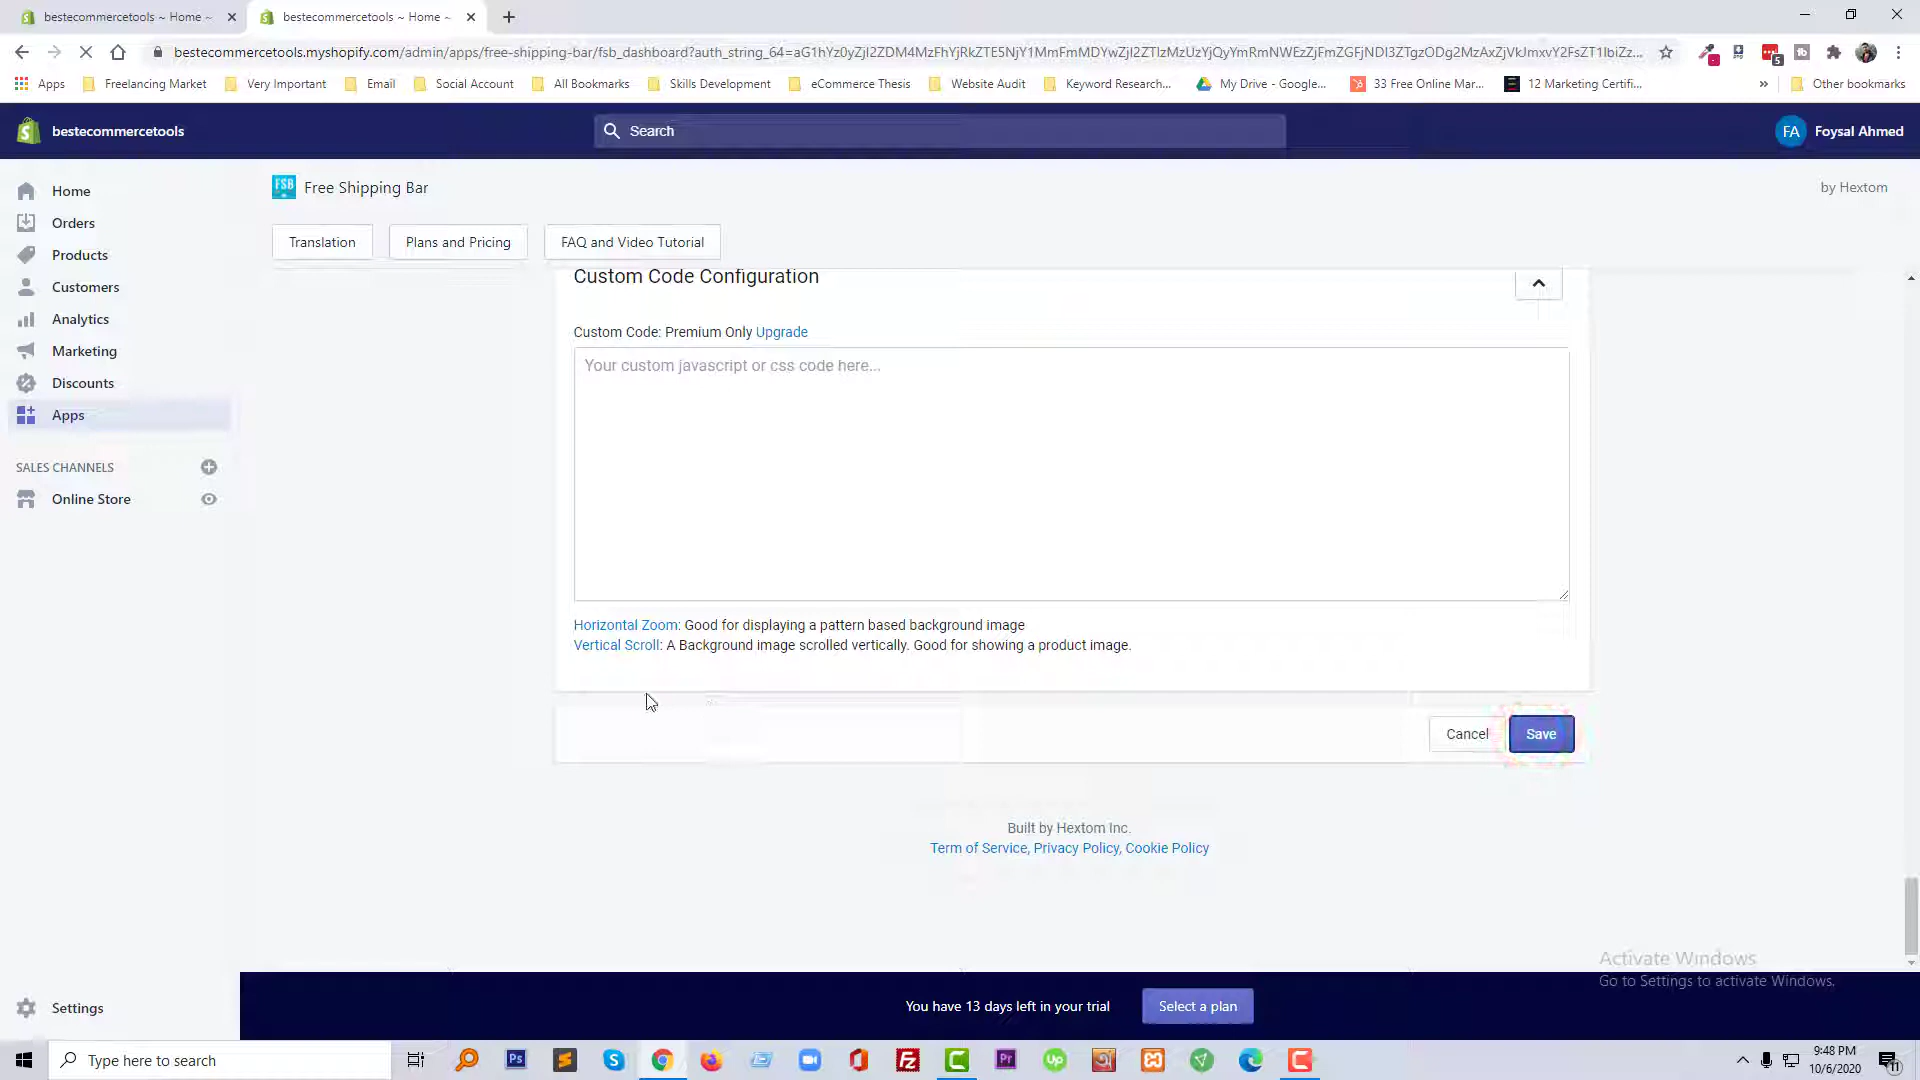 bestecommercetools ~ Home ~
bestecommercetools ~ Home ~
bestecommercetools.myshopify.com/admin/apps/free-shipping-bar/fsb_dashboard?auth_string_64=
Apps
Freelancing Market
Very Important
Email
Social Account
All Bookmarks
Skills Development
eCommerce Thesis
Website Audit
Keyword Research...
My Drive - Google...
33 Free Online Mar...
12 Marketing Certifi...
Other bookmarks
bestecommercetools
Search
FA
Foysal Ahmed
Home
Orders
Products
Customers
Analytics
Marketing
Discounts
Apps
SALES CHANNELS
Online Store
Settings
FSB
Free Shipping Bar
by Hextom
Translation
Plans and Pricing
FAQ and Video Tutorial
Custom Code Configuration
Custom Code: Premium Only Upgrade
Your custom javascript or css code here...
Horizontal Zoom: Good for displaying a pattern based background image
Vertical Scroll: A Background image scrolled vertically. Good for showing a product image.
Cancel
Save
Built by Hextom Inc.
Term of Service, Privacy Policy, Cookie Policy
Activate Windows
Go to Settings to activate Windows.
You have 13 days left in your trial
Select a plan
Type here to search
9:48 PM
10/6/2020